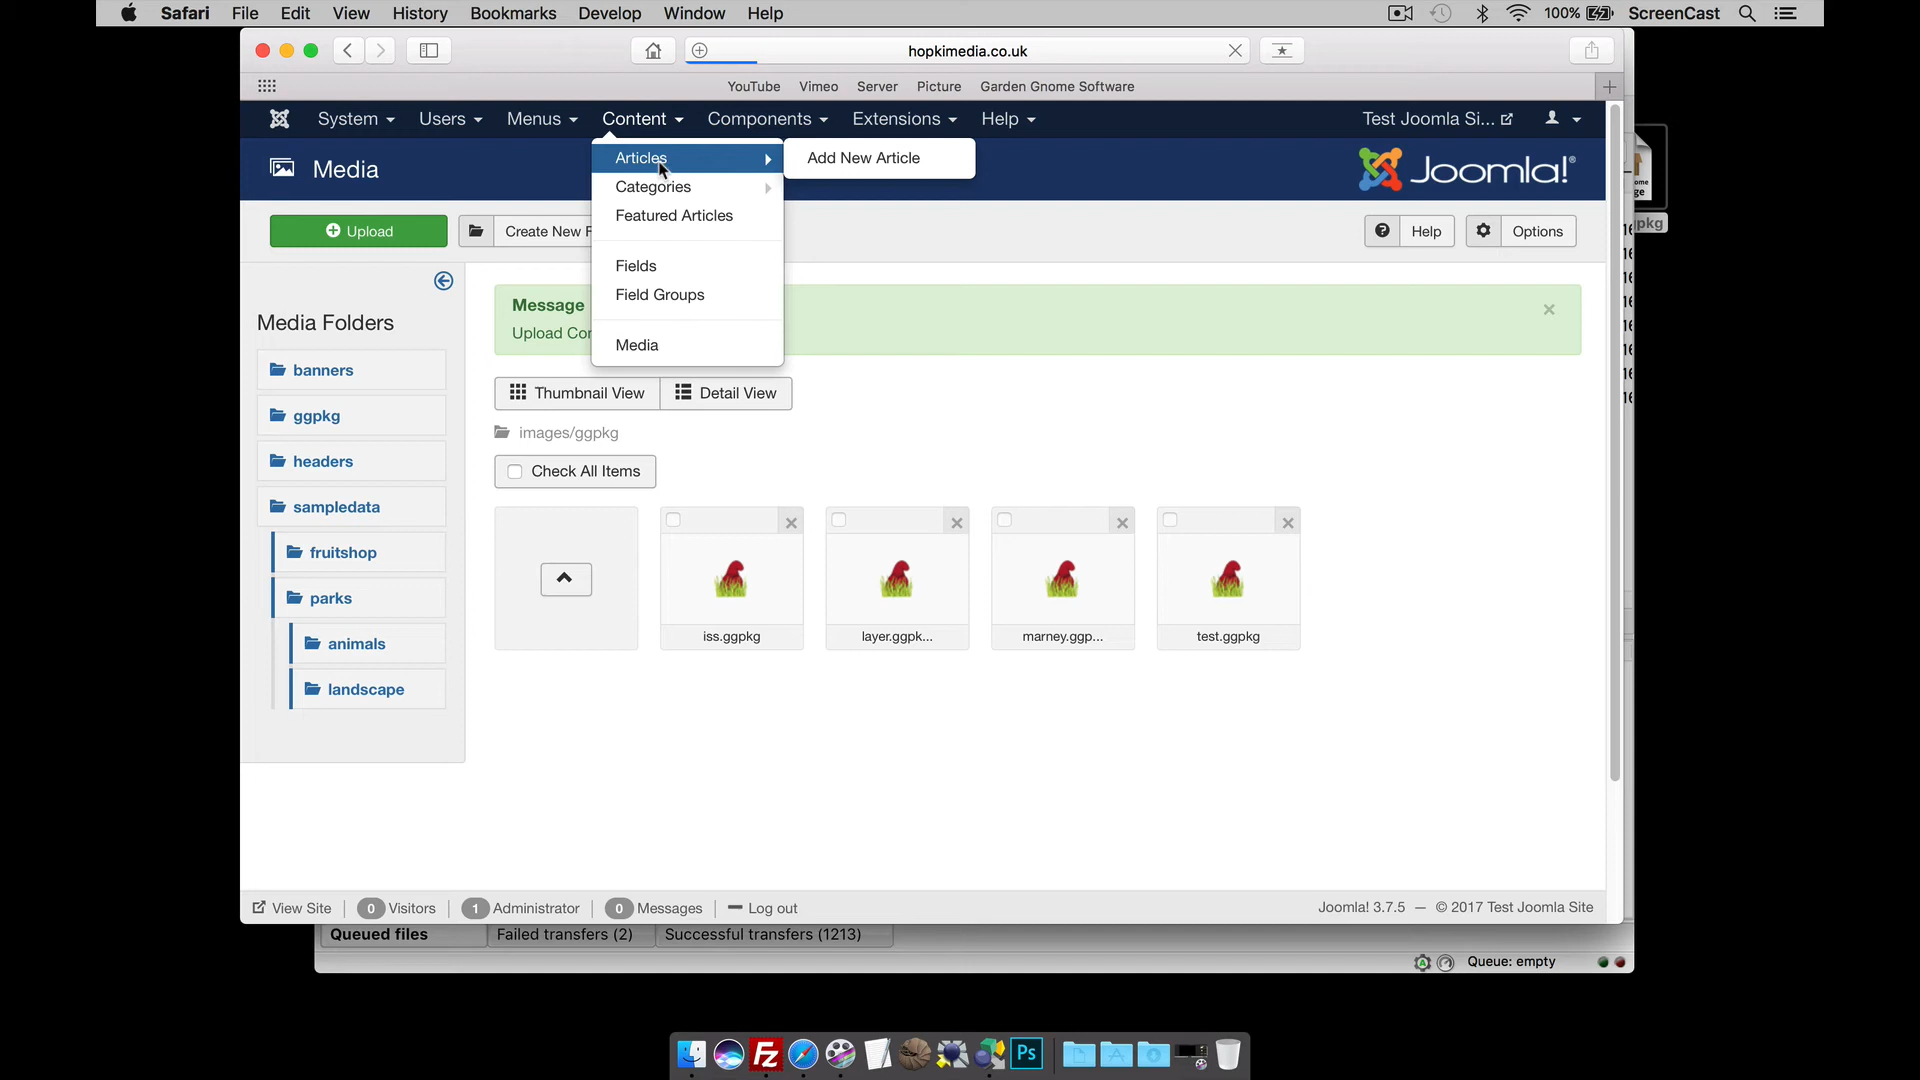 Safari File Edit View History Bookmarks Develop Window Help 100% ScreenCast
hopkimedia.co.uk
YouTube Vimeo Server Picture Garden Gnome Software
System Users Menus Content Components Extensions Help Test Joomla Si...
Media
Articles Add New Article
Joomla!®
Categories
Featured Articles
pkg
Upload Create New F Help Options
Fields
Field Groups
Message
Upload Cor
Media
Media Folders
banners
ggpkg
headers
sampledata
fruitshop
parks
animals
landscape
Thumbnail View Detail View
images/ggpkg
Check All Items
iss.ggpkg layer.ggpk... marney.ggp... test.ggpkg
View Site 0 Visitors 1 Administrator 0 Messages Log out Joomla! 3.7.5 — © 2017 Test Joomla Site
Queued files Failed transfers (2) Successful transfers (1213)
Queue: empty
Fz Ps